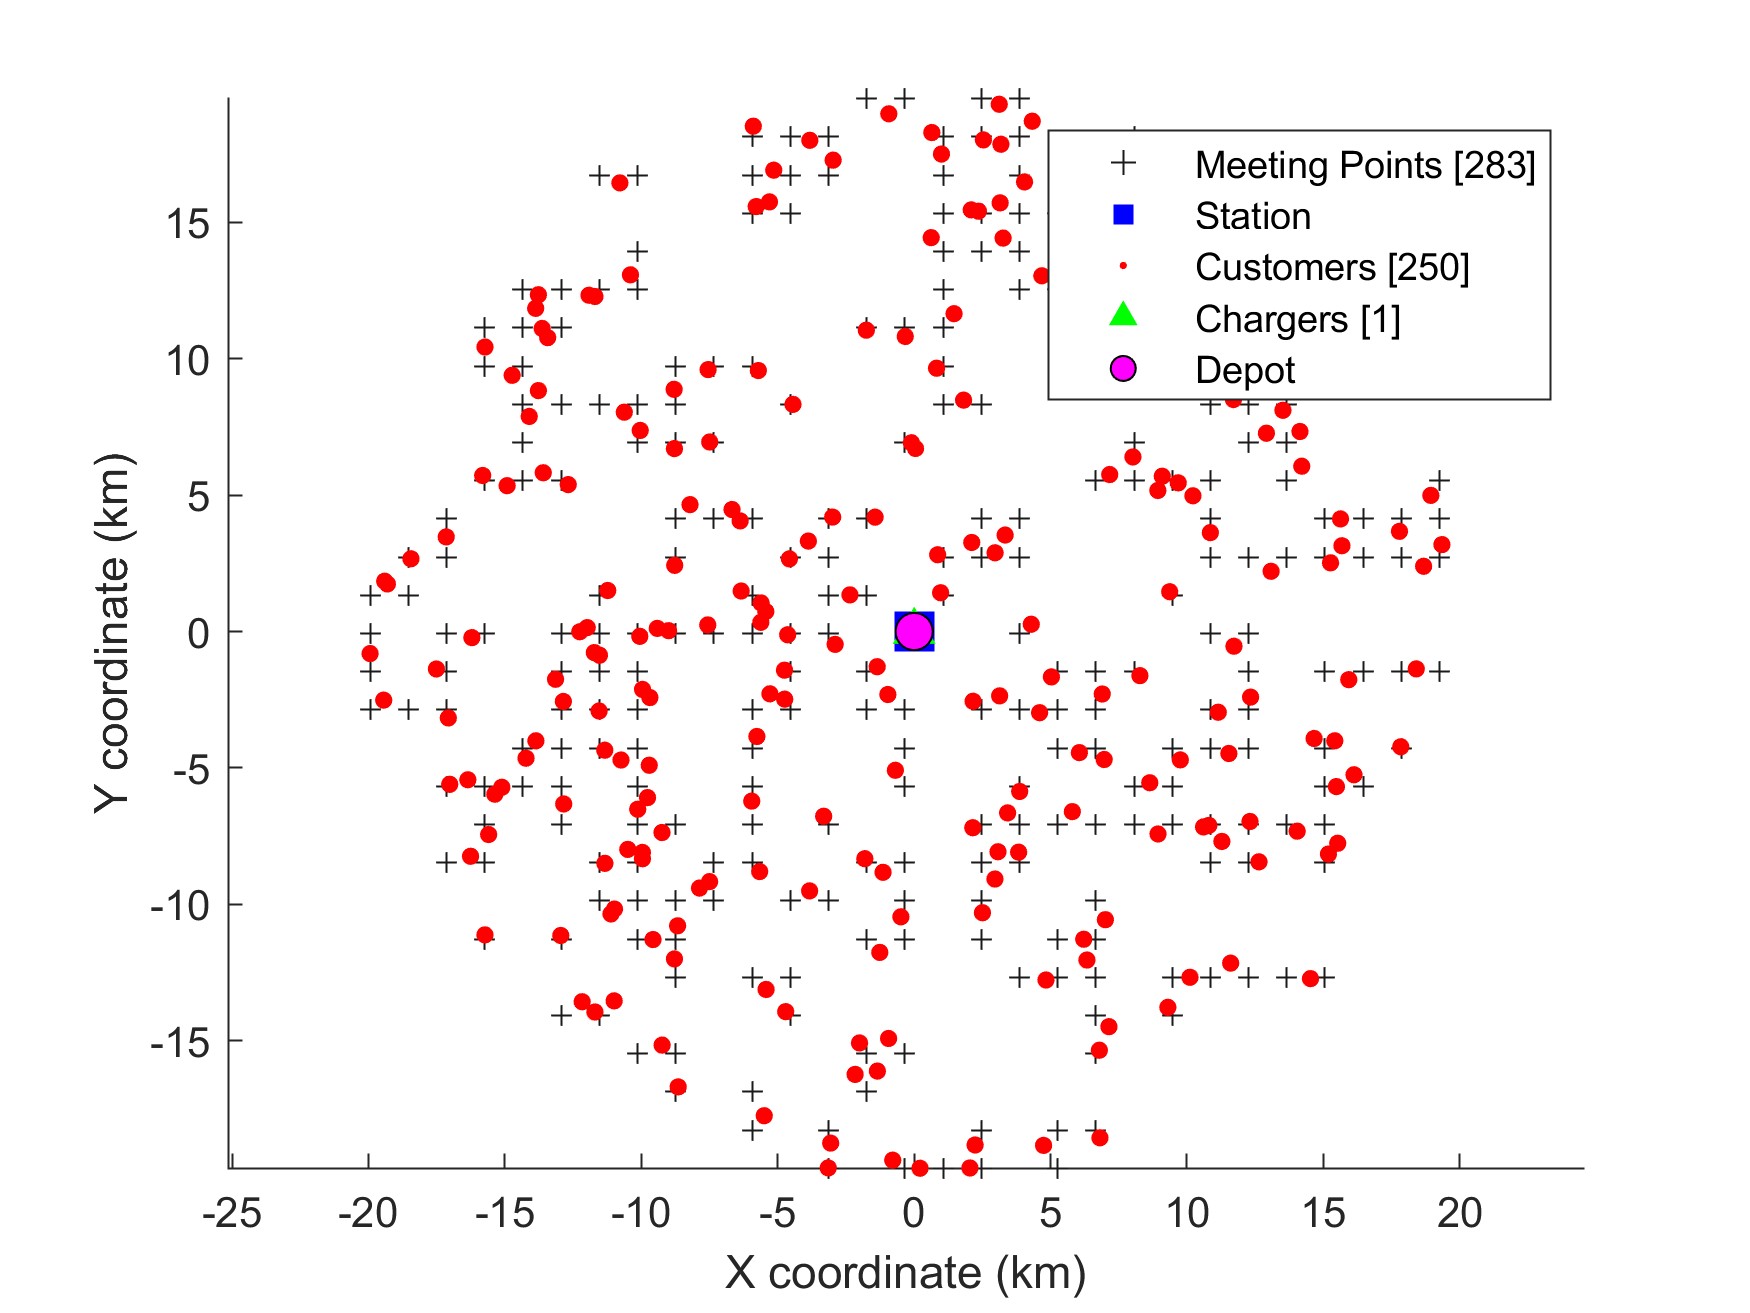 Meeting Points [283]
Station
Customers [250]
Chargers [1]
Depot
15
10
5
0
-5
-10
-15
Y coordinate (km)
-25 -20 -15 -10 -5 0 5 10 15 20
X coordinate (km)